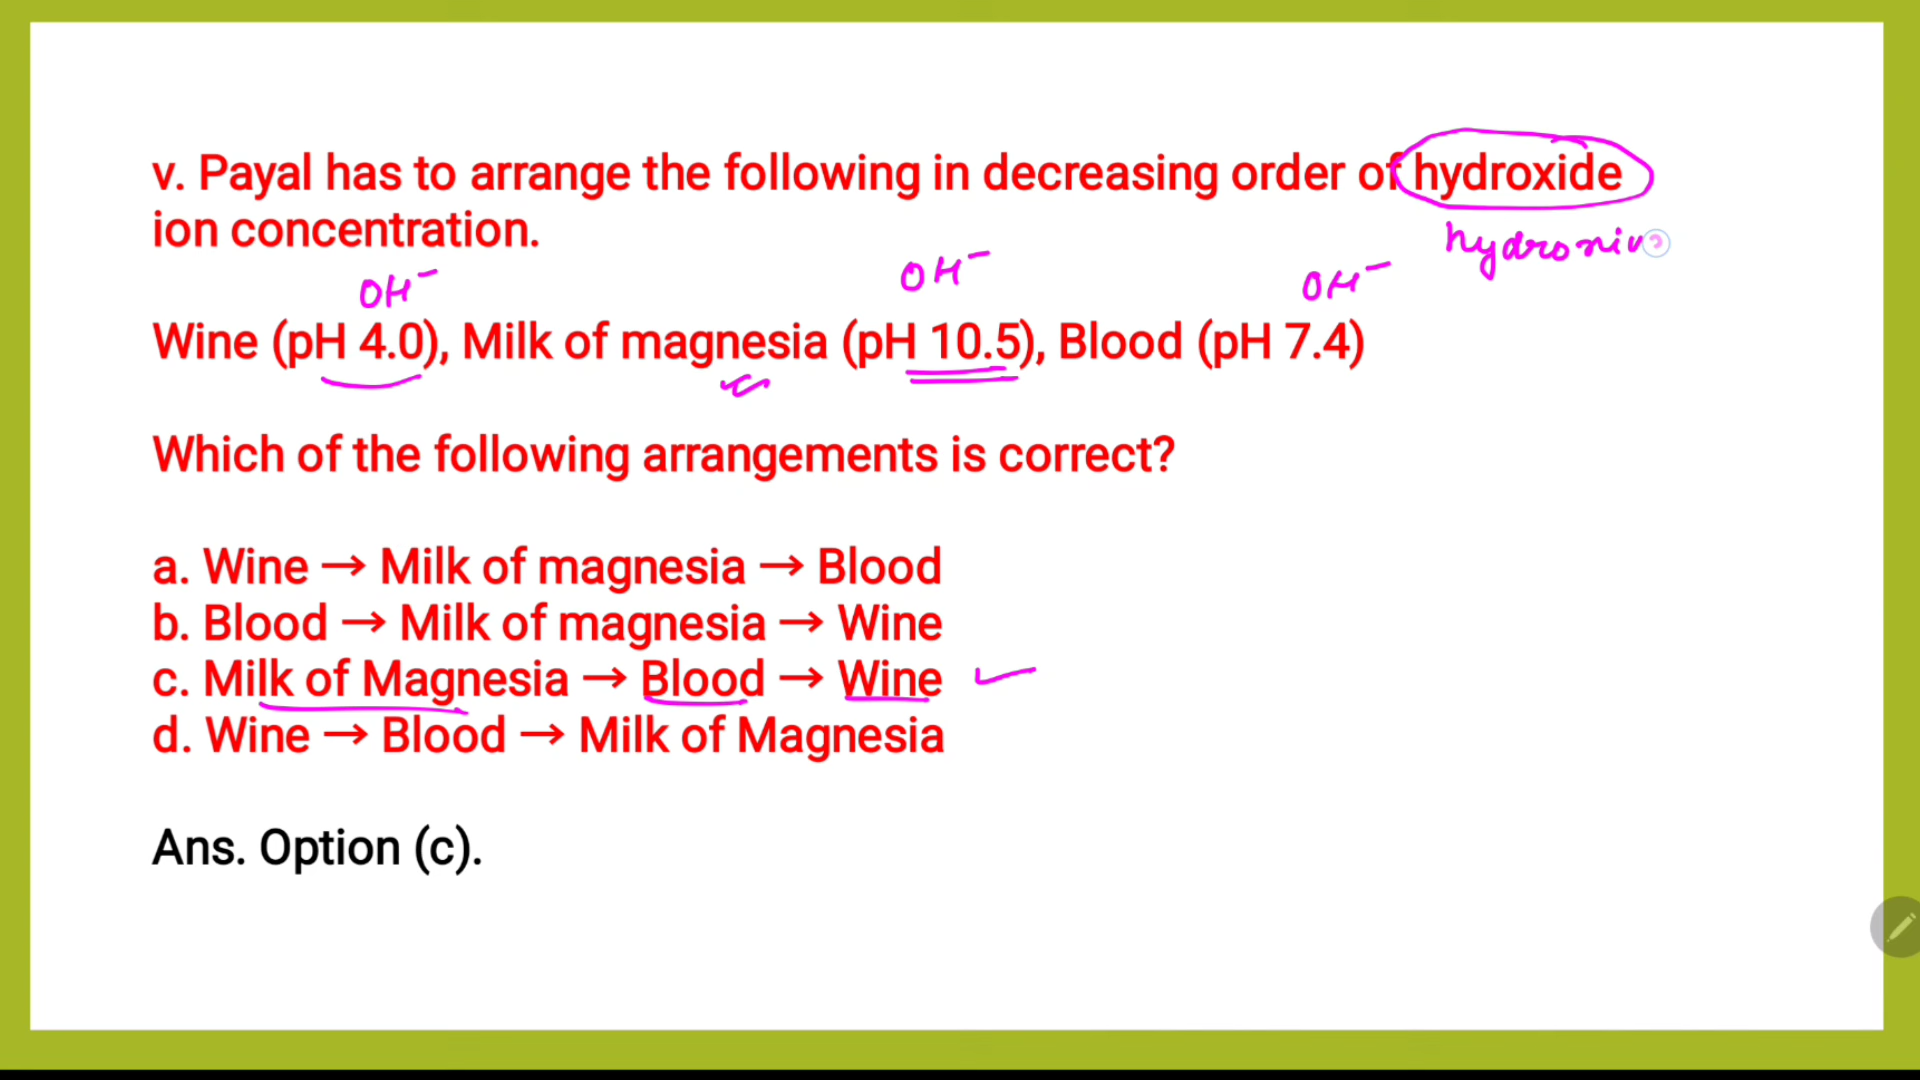 v. Payal has to arrange the following in decreasing order of hydroxide
ion concentration.
hydroniu
OH⁻ OH⁻ OH⁻
Wine (pH 4.0), Milk of magnesia (pH 10.5), Blood (pH 7.4)
Which of the following arrangements is correct?
a. Wine → Milk of magnesia → Blood
b. Blood → Milk of magnesia → Wine
c. Milk of Magnesia → Blood → Wine
d. Wine → Blood → Milk of Magnesia
Ans. Option (c).